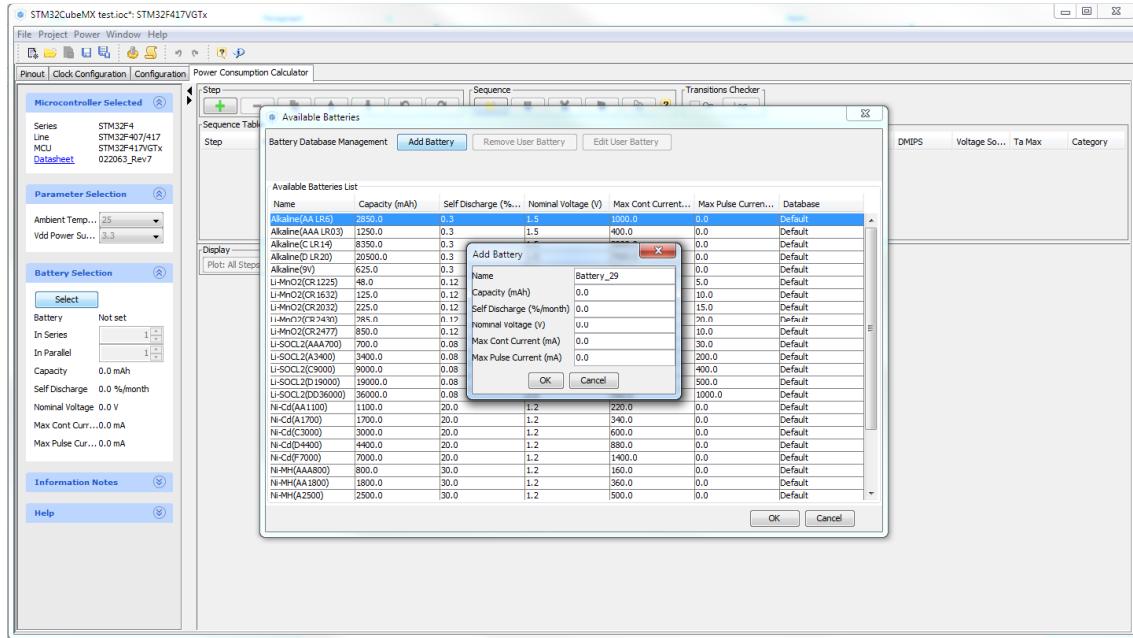 STM32CubeMX test.ioc*: STM32F417VGTx
File Project Power Window Help
Pinout Clock Configuration Configuration Power Consumption Calculator
Microcontroller Selected
Series STM32F4
Line STM32F407/417
MCU STM32F417VGTx
Datasheet 022063_Rev7
Parameter Selection
Ambient Temp... 25
Vdd Power Su... 3.3
Battery Selection
Select
Battery Not set
In Series 1
In Parallel 1
Capacity 0.0 mAh
Self Discharge 0.0 %/month
Nominal Voltage 0.0 V
Max Cont Curr...0.0 mA
Max Pulse Cur...0.0 mA
Information Notes
Help
Step Sequence Transitions Checker
Sequence Table
Step DMIPS Voltage So... Ta Max Category
Display
Plot: All Steps
Available Batteries
Battery Database Management Add Battery Remove User Battery Edit User Battery
Available Batteries List
Name Capacity (mAh) Self Discharge (%... Nominal Voltage (V) Max Cont Current... Max Pulse Curren... Database
Alkaline(AA LR6) 2850.0 0.3 1.5 1000.0 0.0 Default
Alkaline(AAA LR03) 1250.0 0.3 1.5 400.0 0.0 Default
Alkaline(C LR14) 8350.0 0.3 0.0 Default
Alkaline(D LR20) 20500.0 0.3 0.0 Default
Alkaline(9V) 625.0 0.3 0.0 Default
Li-MnO2(CR1225) 48.0 0.12 5.0 Default
Li-MnO2(CR1632) 125.0 0.12 10.0 Default
Li-MnO2(CR2032) 225.0 0.12 15.0 Default
Li-MnO2(CR2430) 285.0 0.12 20.0 Default
Li-MnO2(CR2477) 850.0 0.12 10.0 Default
Li-SOCL2(AAA700) 700.0 0.08 30.0 Default
Li-SOCL2(A3400) 3400.0 0.08 200.0 Default
Li-SOCL2(C9000) 9000.0 0.08 400.0 Default
Li-SOCL2(D19000) 19000.0 0.08 500.0 Default
Li-SOCL2(DD36000) 36000.0 0.08 1000.0 Default
Ni-Cd(AA1100) 1100.0 20.0 1.2 220.0 0.0 Default
Ni-Cd(A1700) 1700.0 20.0 1.2 340.0 0.0 Default
Ni-Cd(C3000) 3000.0 20.0 1.2 600.0 0.0 Default
Ni-Cd(D4400) 4400.0 20.0 1.2 880.0 0.0 Default
Ni-Cd(F7000) 7000.0 20.0 1.2 1400.0 0.0 Default
Ni-MH(AAA800) 800.0 30.0 1.2 160.0 0.0 Default
Ni-MH(AA1800) 1800.0 30.0 1.2 360.0 0.0 Default
Ni-MH(A2500) 2500.0 30.0 1.2 500.0 0.0 Default
OK Cancel
Add Battery
Name Battery_29
Capacity (mAh) 0.0
Self Discharge (%/month) 0.0
Nominal Voltage (V) 0.0
Max Cont Current (mA) 0.0
Max Pulse Current (mA) 0.0
OK Cancel